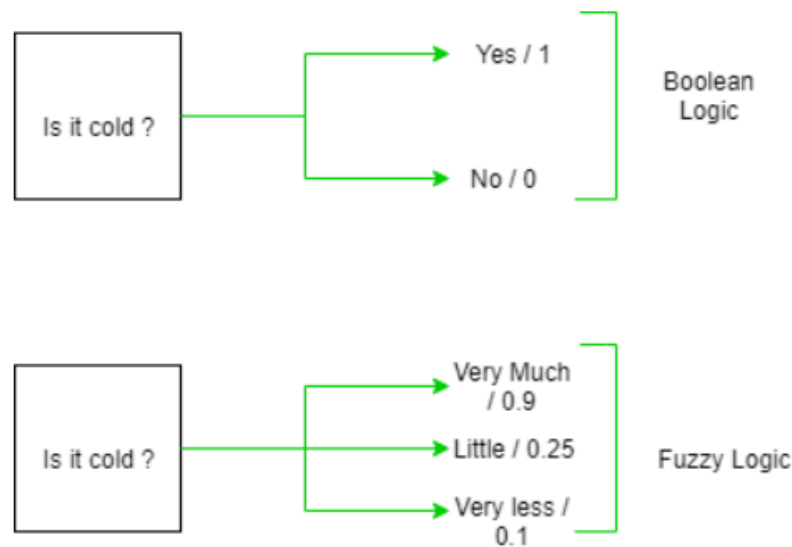 Is it cold ?
Yes / 1
No / 0
Boolean
Logic
Is it cold ?
Very Much
/ 0.9
Little / 0.25
Very less /
0.1
Fuzzy Logic